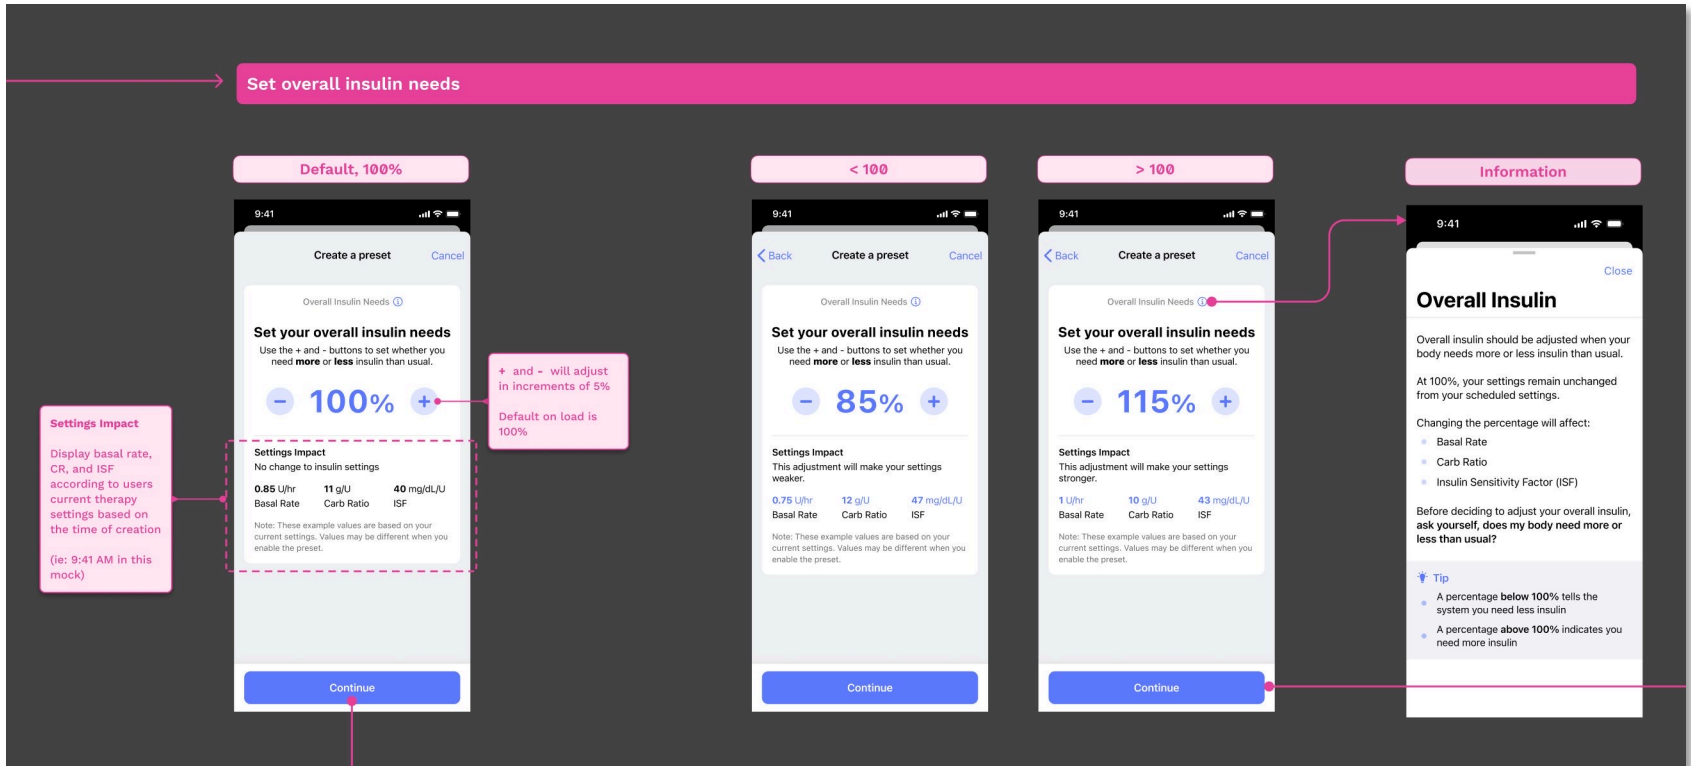 Set overall insulin needs
Default, 100%
9:41
Create a preset
Cancel
Overall Insulin Needs
Set your overall insulin needs
Use the + and - buttons to set whether you
need more or less insulin than usual.
- 100% +
Settings Impact
No change to insulin settings
0.85 U/hr 11 g/U 40 mg/dL/U
Basal Rate Carb Ratio ISF
Note: These example values are based on your
current settings. Values may be different when you
enable the preset.
Continue
Settings Impact
Display basal rate,
CR, and ISF
according to users
current therapy
settings based on
the time of creation
(ie: 9:41 AM in this
mock)
+ and - will adjust
in increments of 5%
Default on load is
100%
< 100
9:41
Back
Create a preset
Cancel
Overall Insulin Needs
Set your overall insulin needs
Use the + and - buttons to set whether you
need more or less insulin than usual.
- 85% +
Settings Impact
This adjustment will make your settings
weaker.
0.75 U/hr 12 g/U 47 mg/dL/U
Basal Rate Carb Ratio ISF
Note: These example values are based on your
current settings. Values may be different when you
enable the preset.
Continue
> 100
9:41
Back
Create a preset
Cancel
Overall Insulin Needs
Set your overall insulin needs
Use the + and - buttons to set whether you
need more or less insulin than usual.
- 115% +
Settings Impact
This adjustment will make your settings
stronger.
1 U/hr 10 g/U 43 mg/dL/U
Basal Rate Carb Ratio ISF
Note: These example values are based on your
current settings. Values may be different when you
enable the preset.
Continue
Information
9:41
Close
Overall Insulin
Overall insulin should be adjusted when your
body needs more or less insulin than usual.
At 100%, your settings remain unchanged
from your scheduled settings.
Changing the percentage will affect:
Basal Rate
Carb Ratio
Insulin Sensitivity Factor (ISF)
Before deciding to adjust your overall insulin,
ask yourself, does my body need more or
less than usual?
Tip
A percentage below 100% tells the
system you need less insulin
A percentage above 100% indicates you
need more insulin